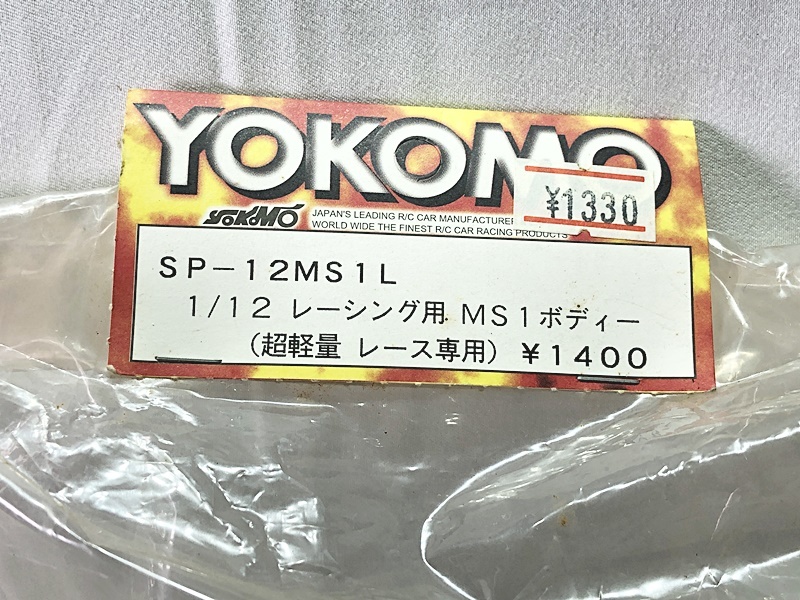 YOKOMO
¥1330
YOKOMO JAPAN'S LEADING R/C CAR MANUFACTURER
WORLD WIDE THE FINEST R/C CAR RACING PRODUCTS
SP-12MS1L
1/12 レーシング用 MS1ボディー
(超軽量 レース専用) ¥1400